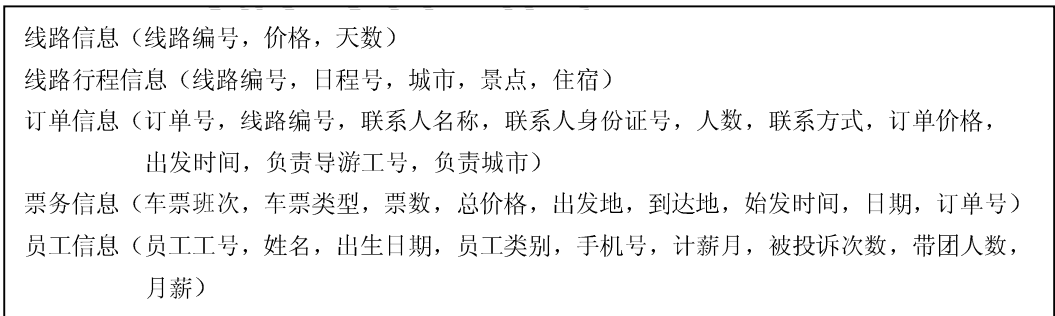 线路信息（线路编号，价格，天数）
线路行程信息（线路编号，日程号，城市，景点，住宿）
订单信息（订单号，线路编号，联系人名称，联系人身份证号，人数，联系方式，订单价格，
出发时间，负责导游工号，负责城市）
票务信息（车票班次，车票类型，票数，总价格，出发地，到达地，始发时间，日期，订单号）
员工信息（员工工号，姓名，出生日期，员工类别，手机号，计薪月，被投诉次数，带团人数，
月薪）